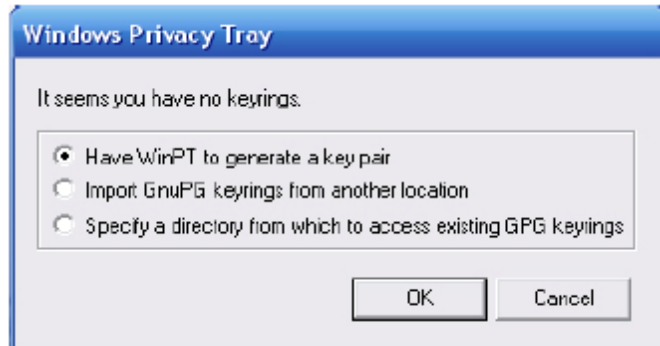 Windows Privacy Tray
It seems you have no keyrings.
Have WinPT to generate a key pair
Import GnuPG keyrings from another location
Specify a directory from which to access existing GPG keyrings
OK
Cancel